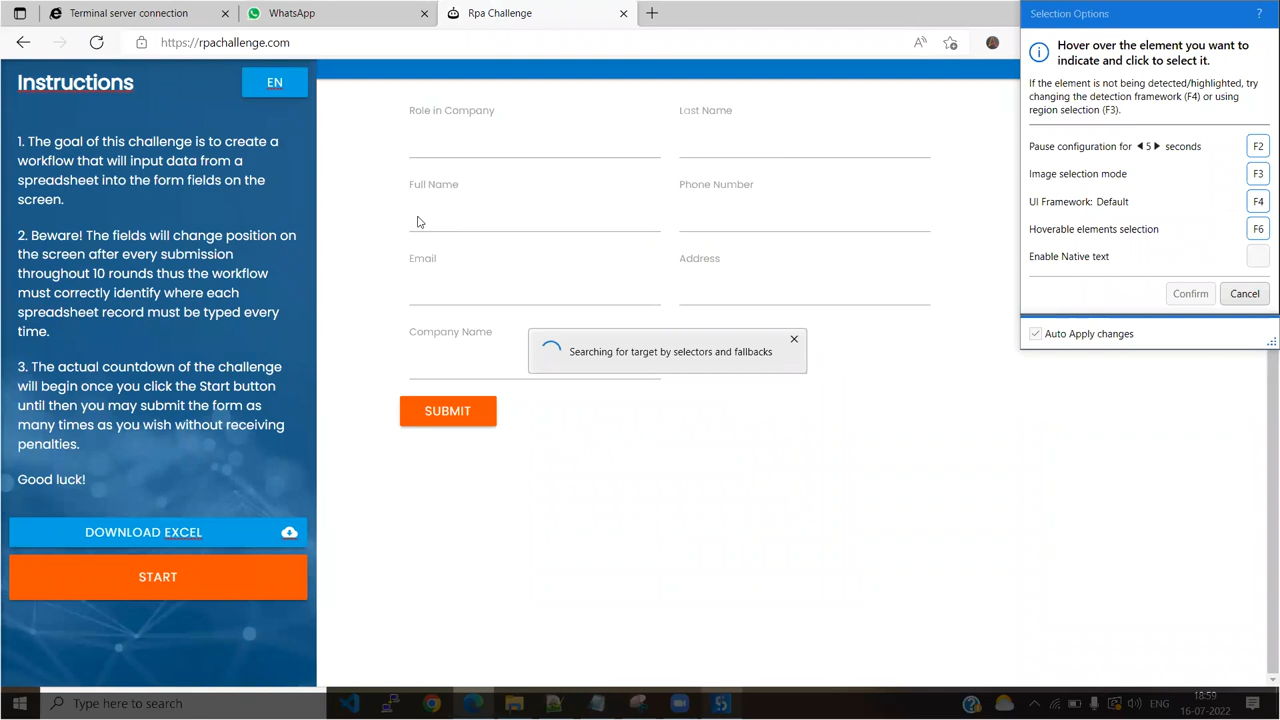 Terminal server connection
WhatsApp
Rpa Challenge
https://rpachallenge.com
Instructions
EN
1. The goal of this challenge is to create a
workflow that will input data from a
spreadsheet into the form fields on the
screen.
2. Beware! The fields will change position on
the screen after every submission
throughout 10 rounds thus the workflow
must correctly identify where each
spreadsheet record must be typed every
time.
3. The actual countdown of the challenge
will begin once you click the Start button
until then you may submit the form as
many times as you wish without receiving
penalties.
Good luck!
DOWNLOAD EXCEL
START
Role in Company
Last Name
Full Name
Phone Number
Email
Address
Company Name
Searching for target by selectors and fallbacks
SUBMIT
Selection Options
?
Hover over the element you want to
indicate and click to select it.
If the element is not being detected/highlighted, try
changing the detection framework (F4) or using
region selection (F3).
Pause configuration for 5 seconds
F2
Image selection mode
F3
UI Framework: Default
F4
Hoverable elements selection
F6
Enable Native text
Confirm
Cancel
Auto Apply changes
Type here to search
ENG
18:59
16-07-2022